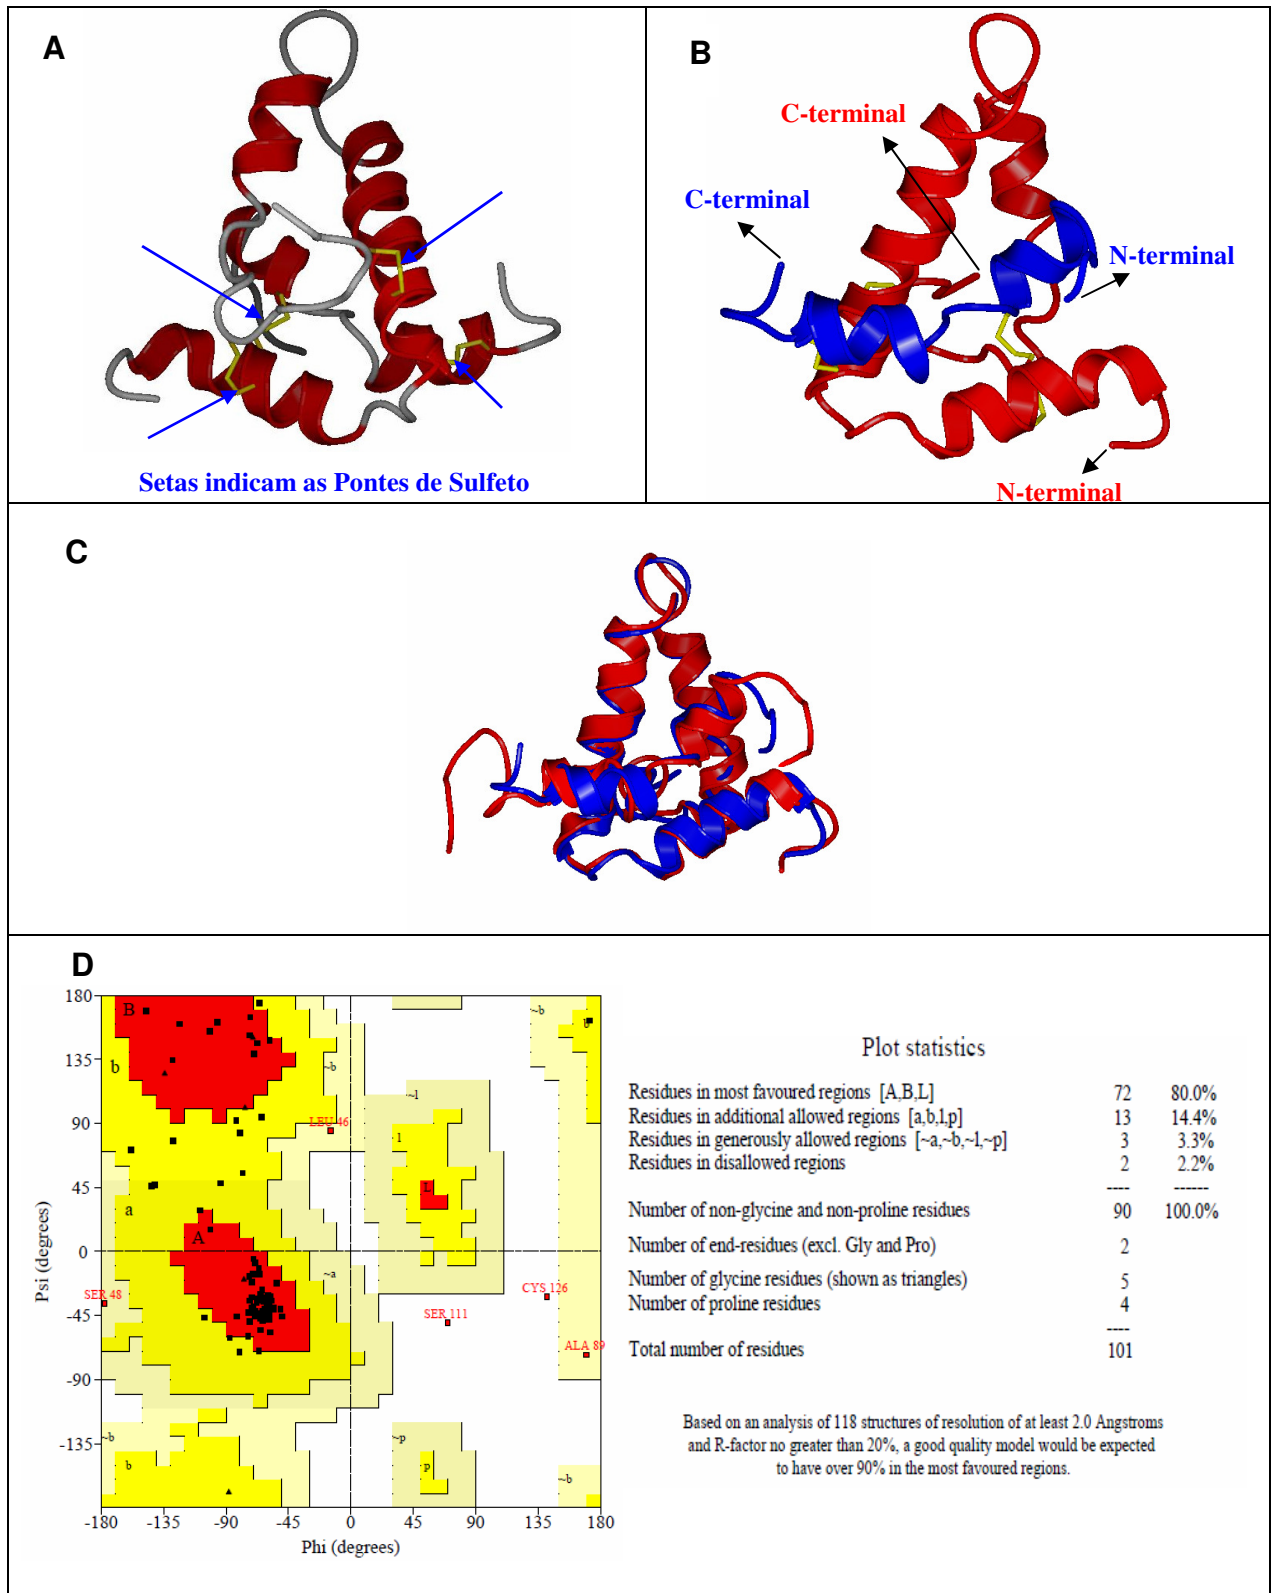 A
Setas indicam as Pontes de Sulfeto
B
C-terminal
C-terminal
N-terminal
N-terminal
C
D
180
135
90
45
0
-45
-90
-135
Psi (degrees)
-180
-135
-90
-45
0
45
90
135
180
Phi (degrees)
B
b
~b
~b
b
~l
LEU 46
l
L
a
A
~a
SER 48
SER 111
CYS 126
ALA 89
~b
b
~p
p
~b
Plot statistics
Residues in most favoured regions [A,B,L] 72 80.0%
Residues in additional allowed regions [a,b,l,p] 13 14.4%
Residues in generously allowed regions [~a,~b,~l,~p] 3 3.3%
Residues in disallowed regions 2 2.2%
---- ------
Number of non-glycine and non-proline residues 90 100.0%
Number of end-residues (excl. Gly and Pro) 2
Number of glycine residues (shown as triangles) 5
Number of proline residues 4
----
Total number of residues 101
Based on an analysis of 118 structures of resolution of at least 2.0 Angstroms
and R-factor no greater than 20%, a good quality model would be expected
to have over 90% in the most favoured regions.